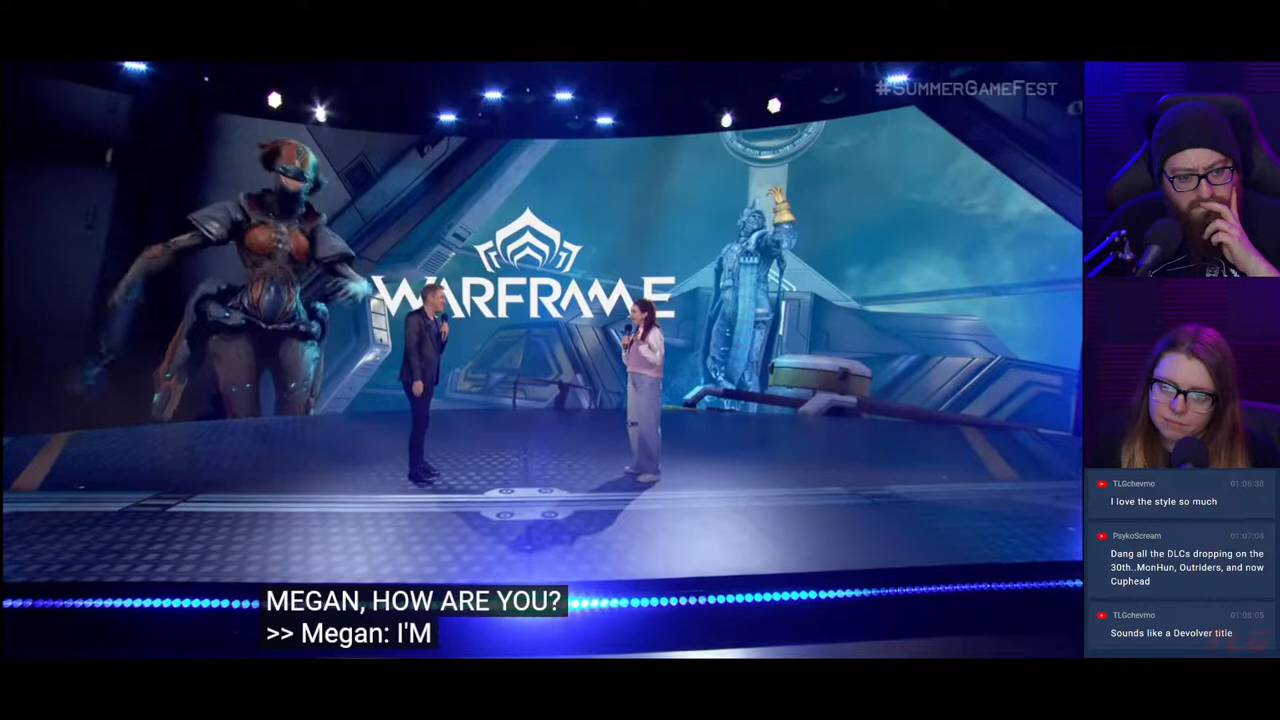 #SUMMERGAMEFEST
WARFRAME
MEGAN, HOW ARE YOU?
>> Megan: I'M
TLGchevmo 01:06:38
I love the style so much
PsykoScream 01:07:04
Dang all the DLCs dropping on the
30th..MonHun, Outriders, and now
Cuphead
TLGchevmo 01:08:05
Sounds like a Devolver title
TLG